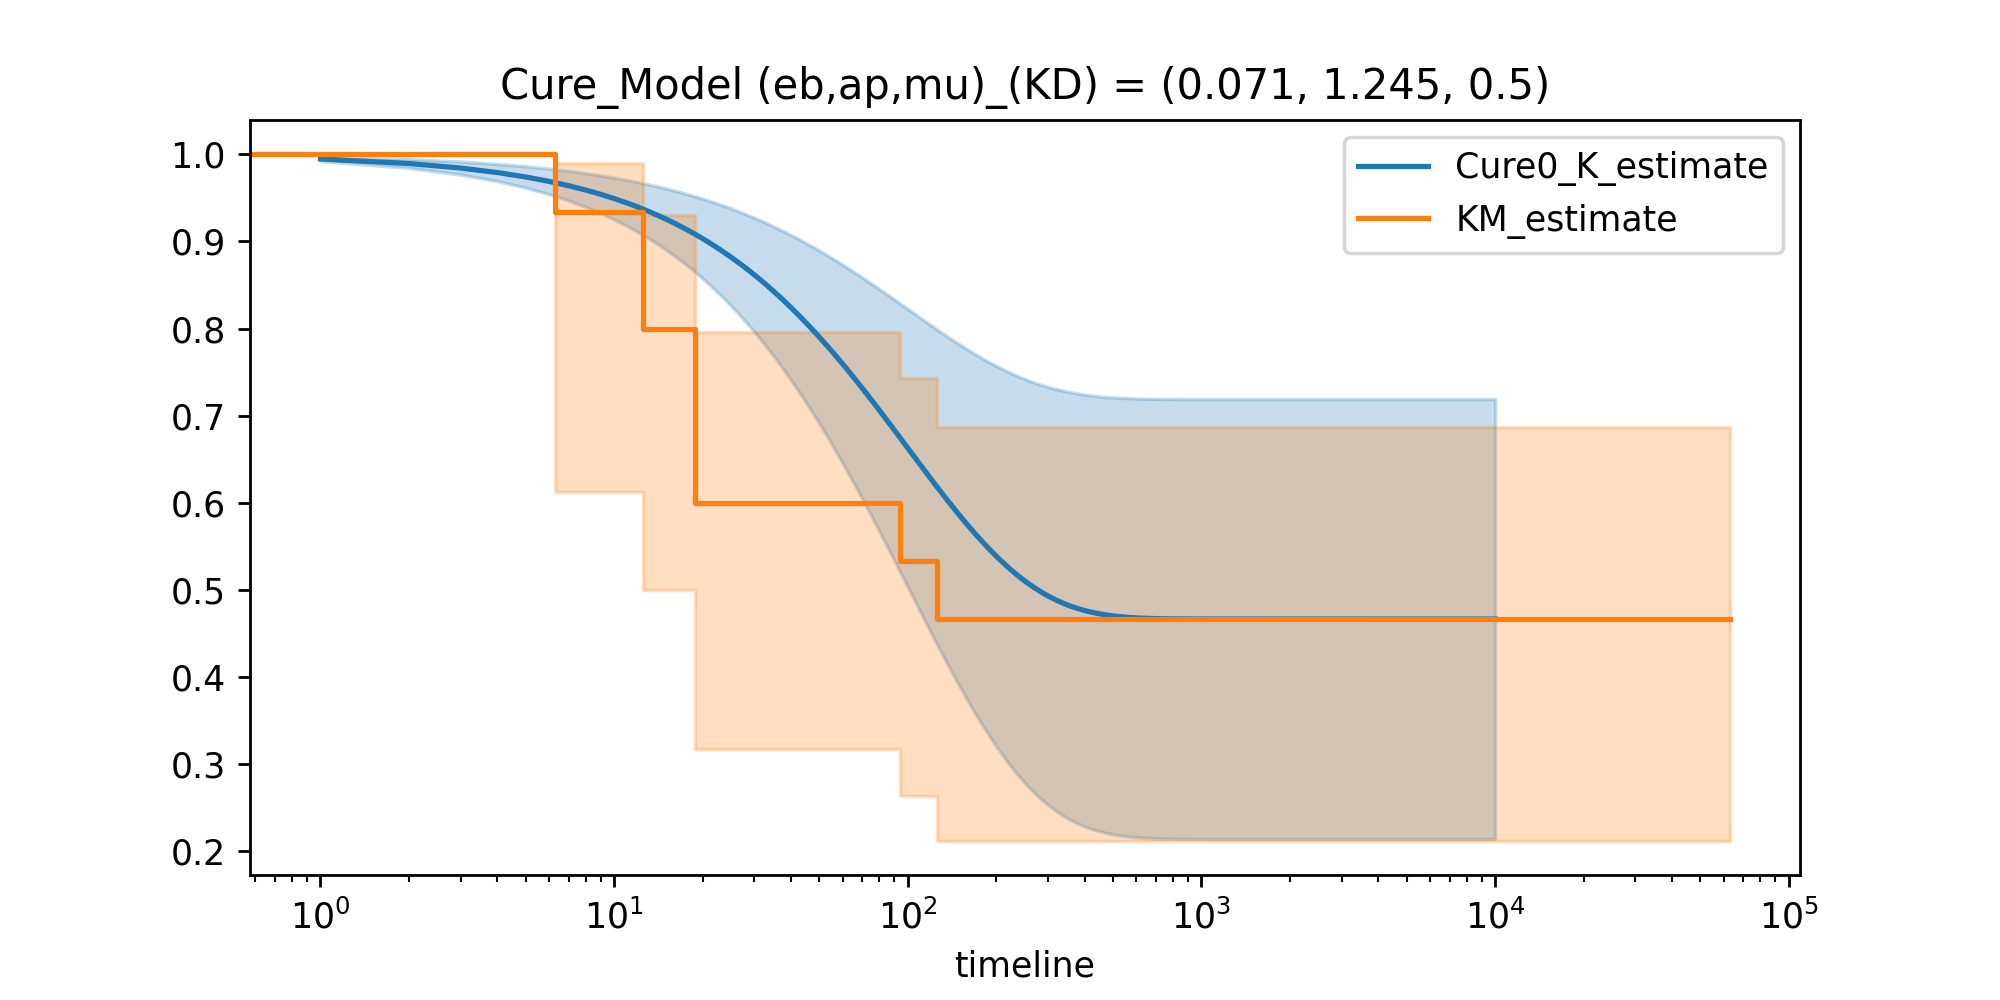 Cure_Model (eb,ap,mu)_(KD) = (0.071, 1.245, 0.5)
Cure0_K_estimate
KM_estimate
1.0
0.9
0.8
0.7
0.6
0.5
0.4
0.3
0.2
10⁰ 10¹ 10² 10³ 10⁴ 10⁵
timeline